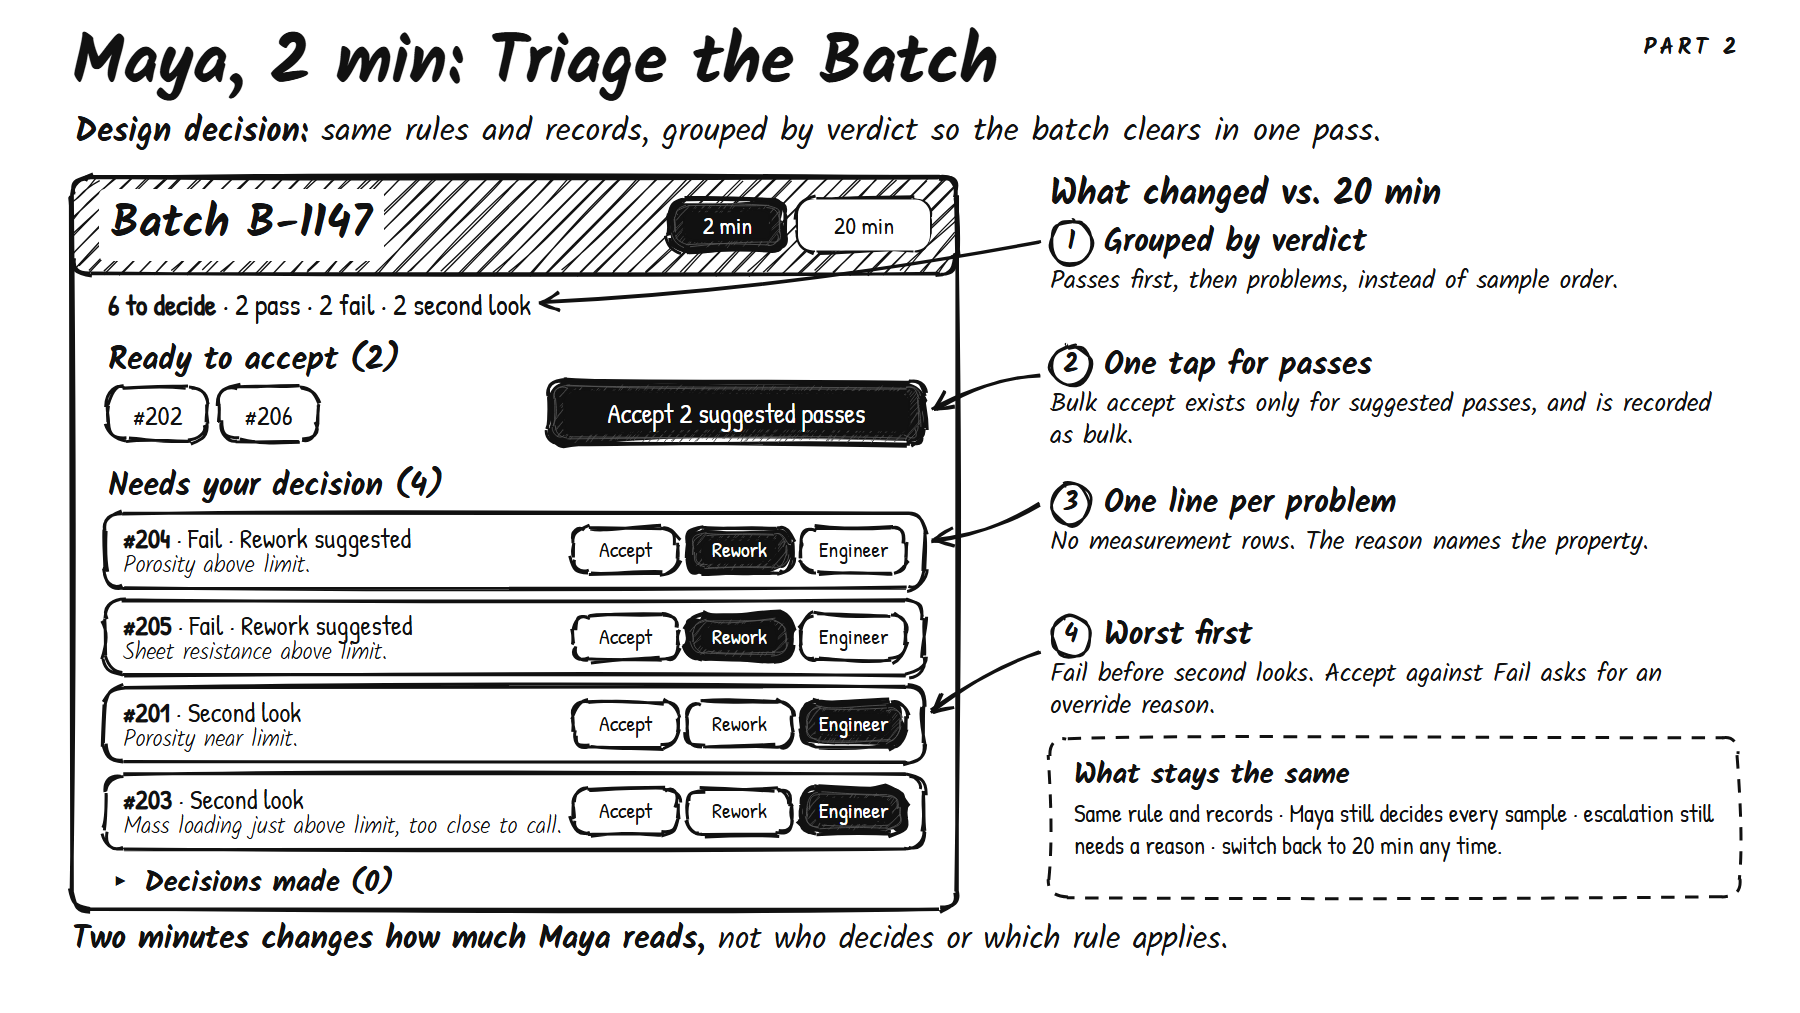 Maya, 2 min: Triage the Batch
PART 2
Design decision: same rules and records, grouped by verdict so the batch clears in one pass.
Batch B-1147
2 min
20 min
6 to decide · 2 pass · 2 fail · 2 second look
Ready to accept (2)
#202
#206
Accept 2 suggested passes
Needs your decision (4)
#204 · Fail · Rework suggested
Porosity above limit.
Accept
Rework
Engineer
#205 · Fail · Rework suggested
Sheet resistance above limit.
Accept
Rework
Engineer
#201 · Second look
Porosity near limit.
Accept
Rework
Engineer
#203 · Second look
Mass loading just above limit, too close to call.
Accept
Rework
Engineer
▸ Decisions made (0)
What changed vs. 20 min
1 Grouped by verdict
Passes first, then problems, instead of sample order.
2 One tap for passes
Bulk accept exists only for suggested passes, and is recorded
as bulk.
3 One line per problem
No measurement rows. The reason names the property.
4 Worst first
Fail before second looks. Accept against Fail asks for an
override reason.
What stays the same
Same rule and records · Maya still decides every sample · escalation still
needs a reason · switch back to 20 min any time.
Two minutes changes how much Maya reads, not who decides or which rule applies.